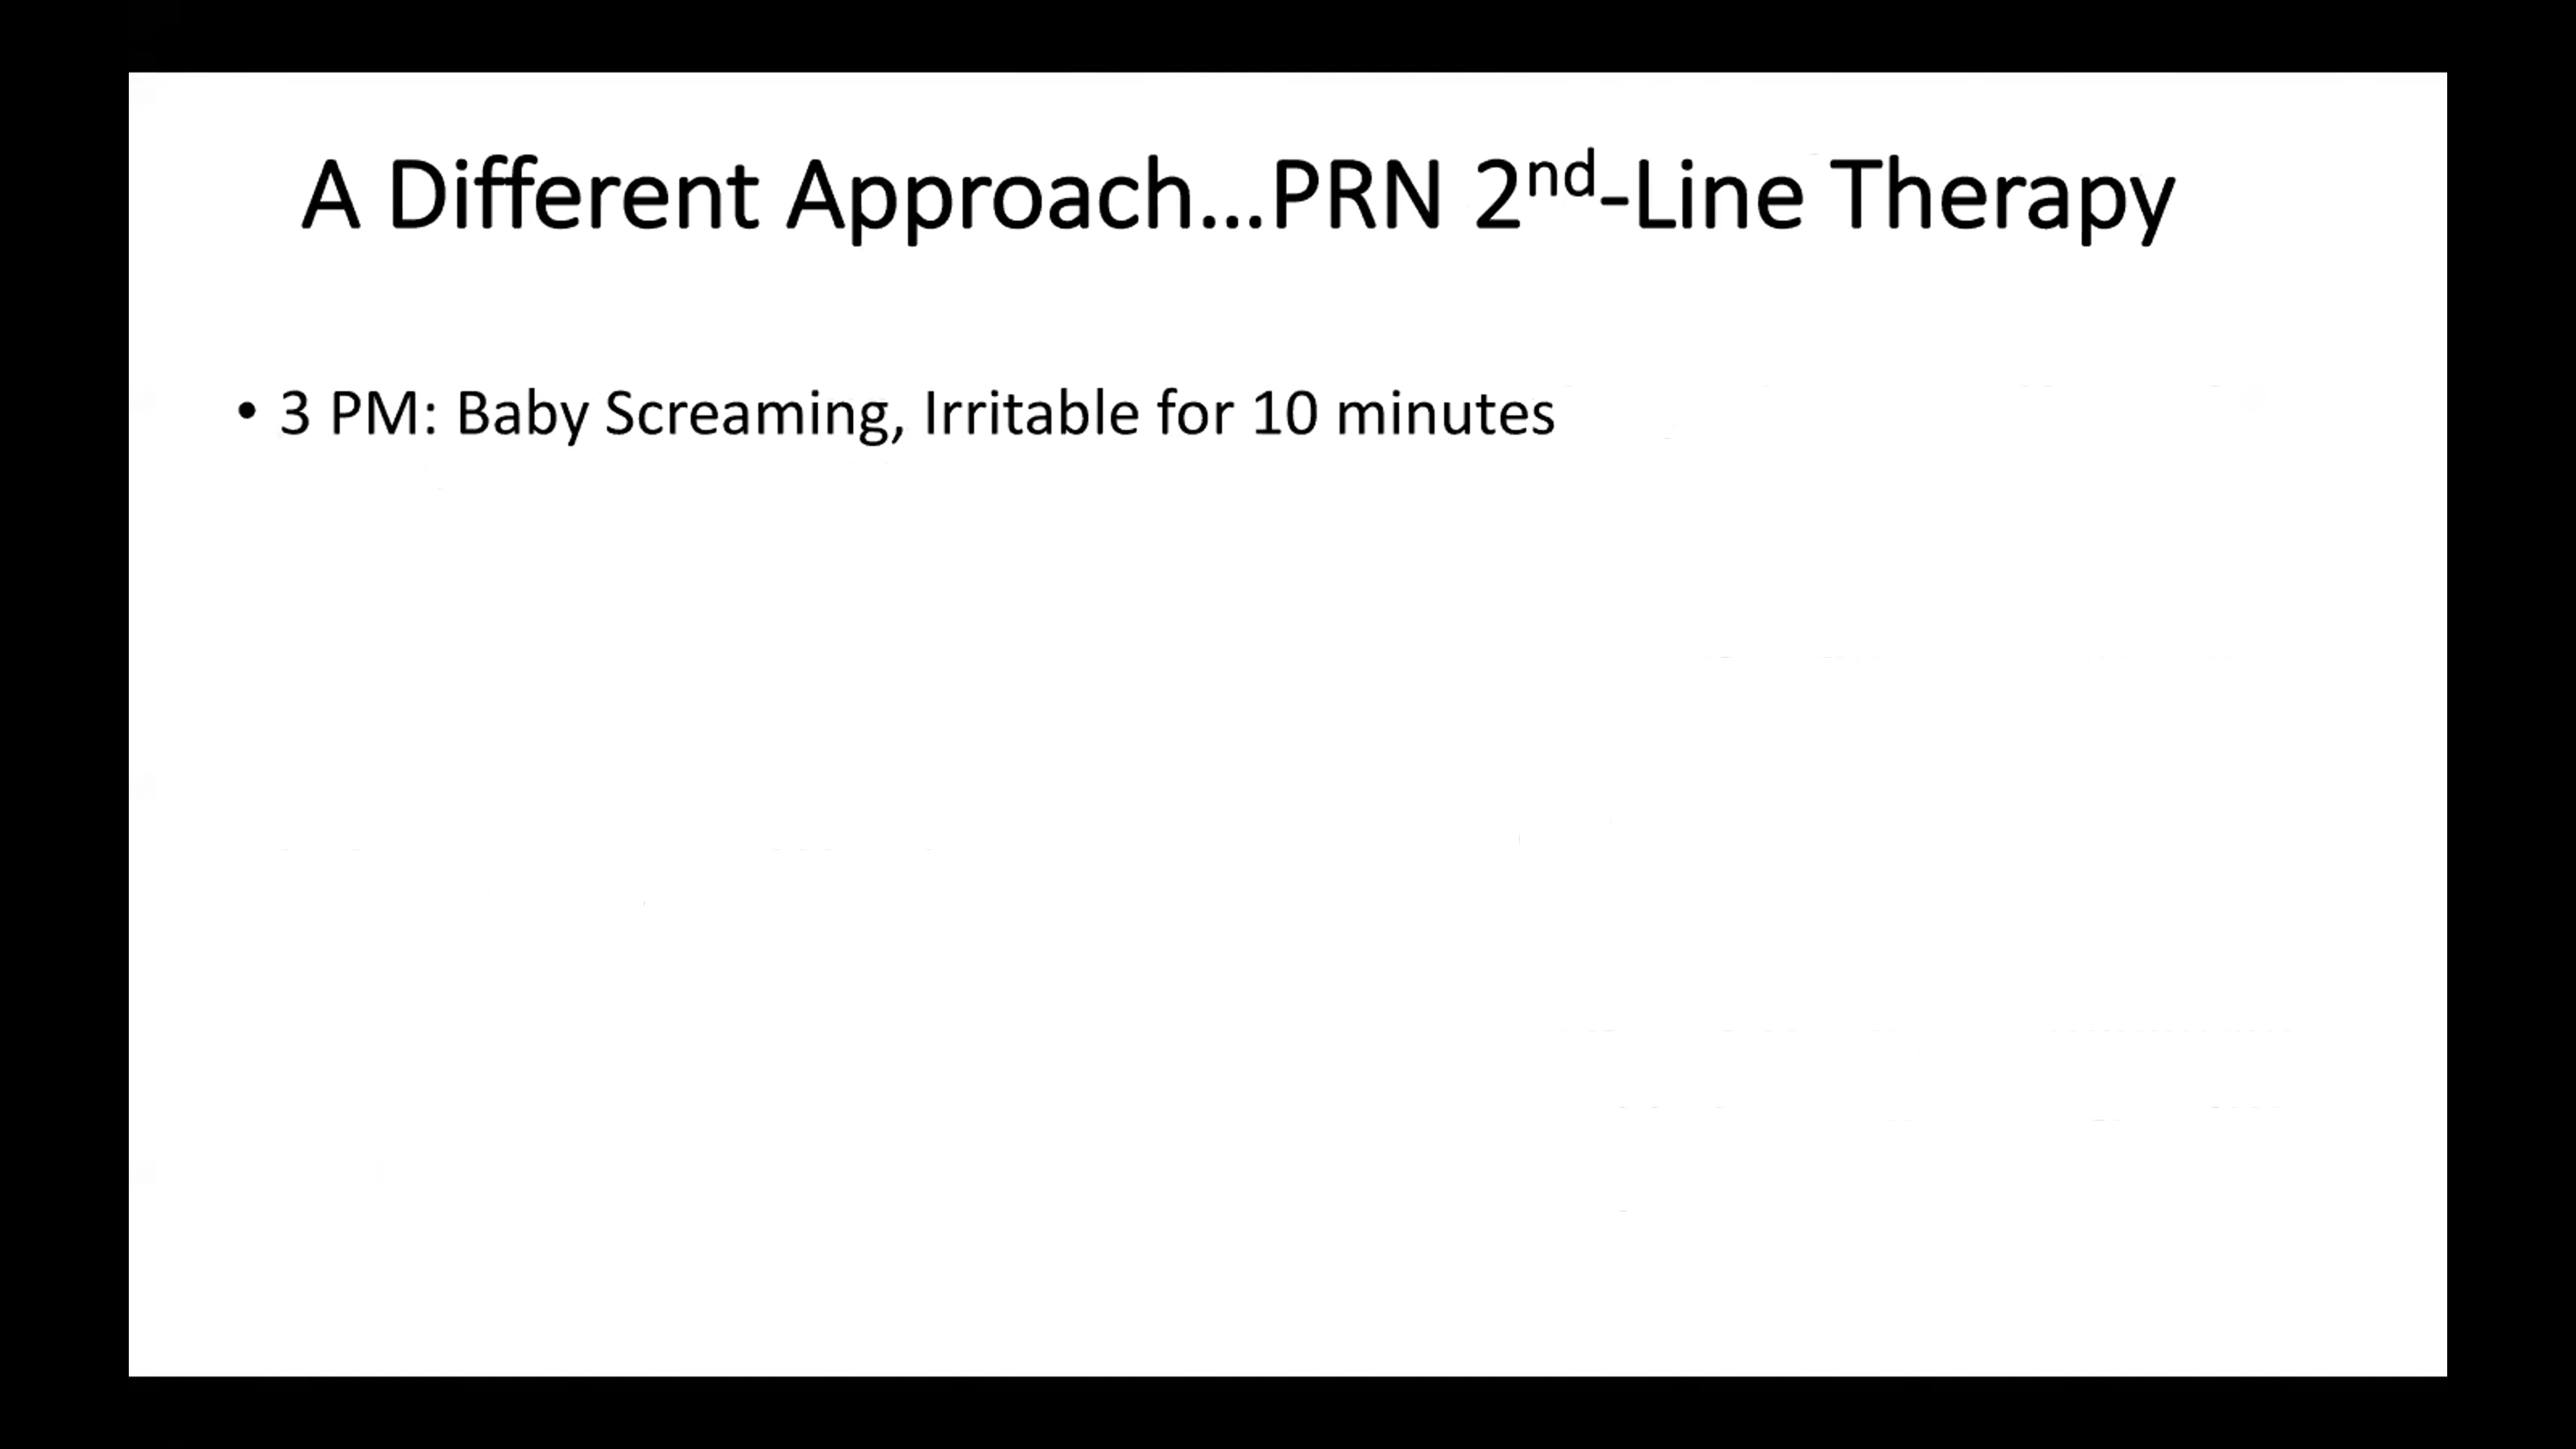 A Different Approach...PRN 2nd-Line Therapy
• 3 PM: Baby Screaming, Irritable for 10 minutes